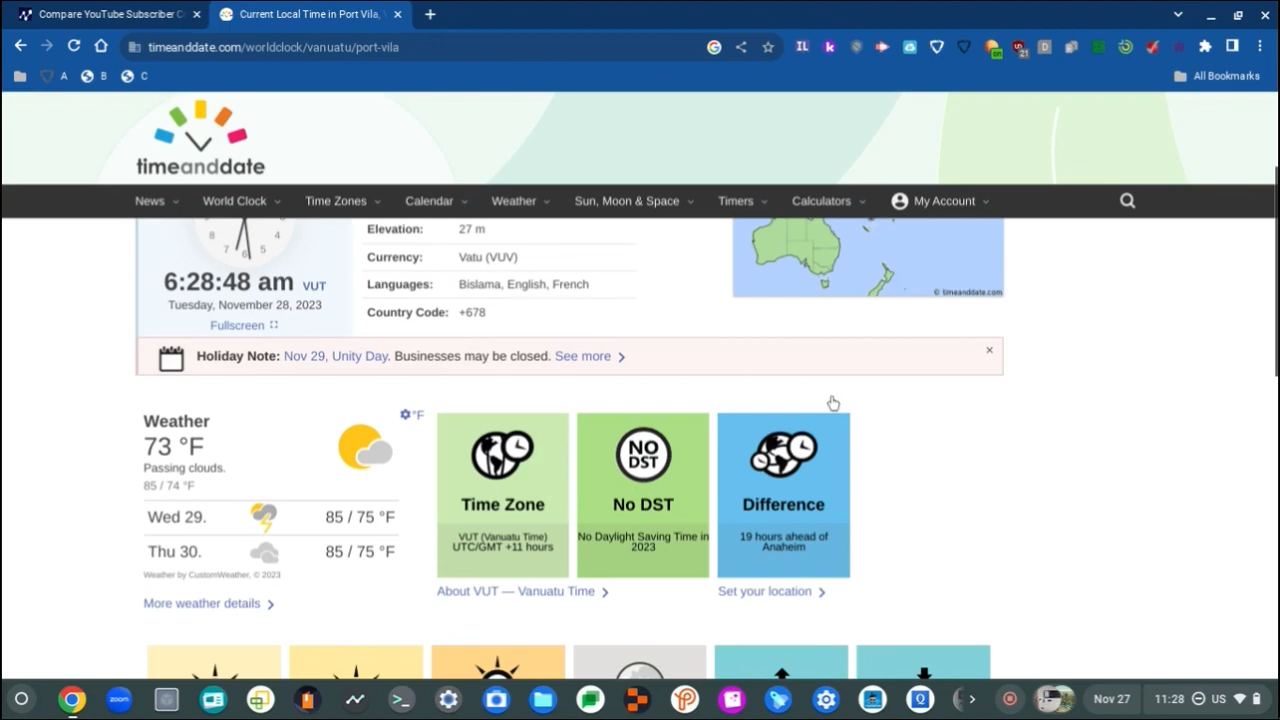 Compare YouTube Subscriber C
Current Local Time in Port Vila,
timeanddate.com/worldclock/vanuatu/port-vila
A
B
C
All Bookmarks
timeanddate
News
World Clock
Time Zones
Calendar
Weather
Sun, Moon & Space
Timers
Calculators
My Account
8
7
6
5
4
6:28:48 am VUT
Tuesday, November 28, 2023
Fullscreen
Elevation: 27 m
Currency: Vatu (VUV)
Languages: Bislama, English, French
Country Code: +678
© timeanddate.com
Holiday Note: Nov 29, Unity Day. Businesses may be closed. See more
×
Weather
°F
73 °F
Passing clouds.
85 / 74 °F
Wed 29. 85 / 75 °F
Thu 30. 85 / 75 °F
Weather by CustomWeather, © 2023
More weather details
Time Zone
VUT (Vanuatu Time)
UTC/GMT +11 hours
About VUT — Vanuatu Time
NO
DST
No DST
No Daylight Saving Time in
2023
Difference
19 hours ahead of
Anaheim
Set your location
zoom
Nov 27
11:28
US